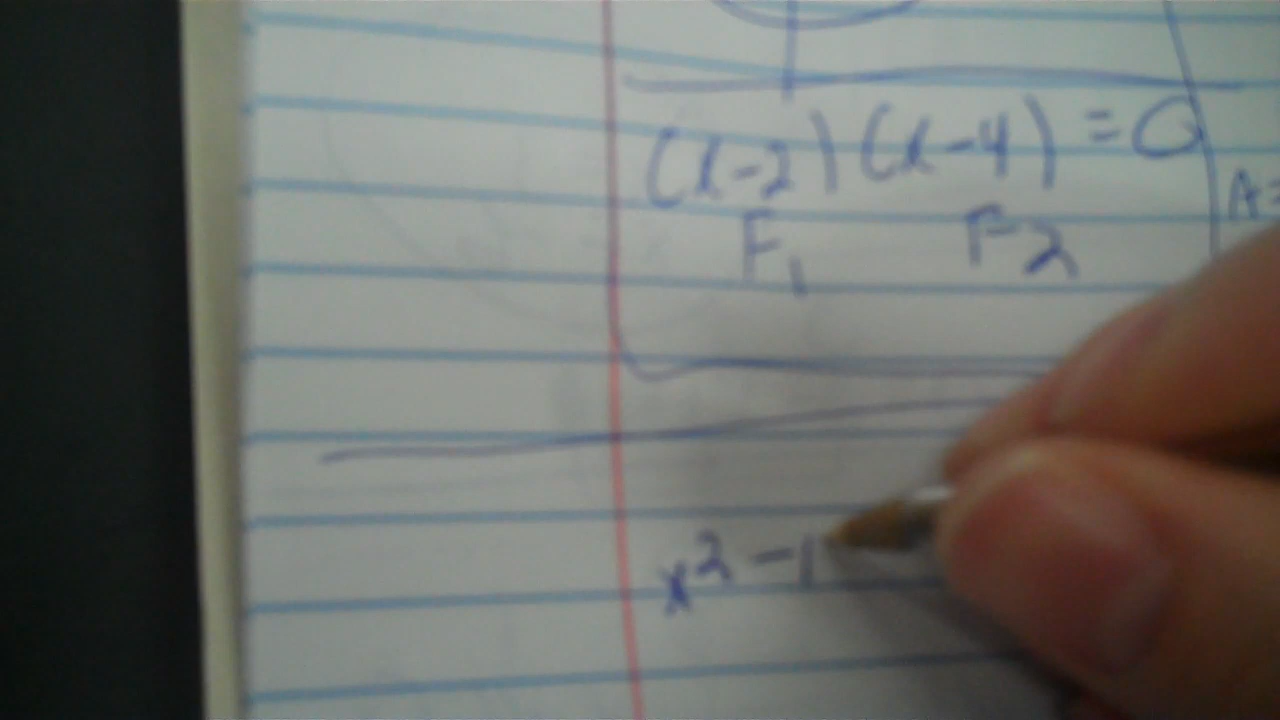 (x-2)(x-4)=0
F1 F2
A=
x² -1